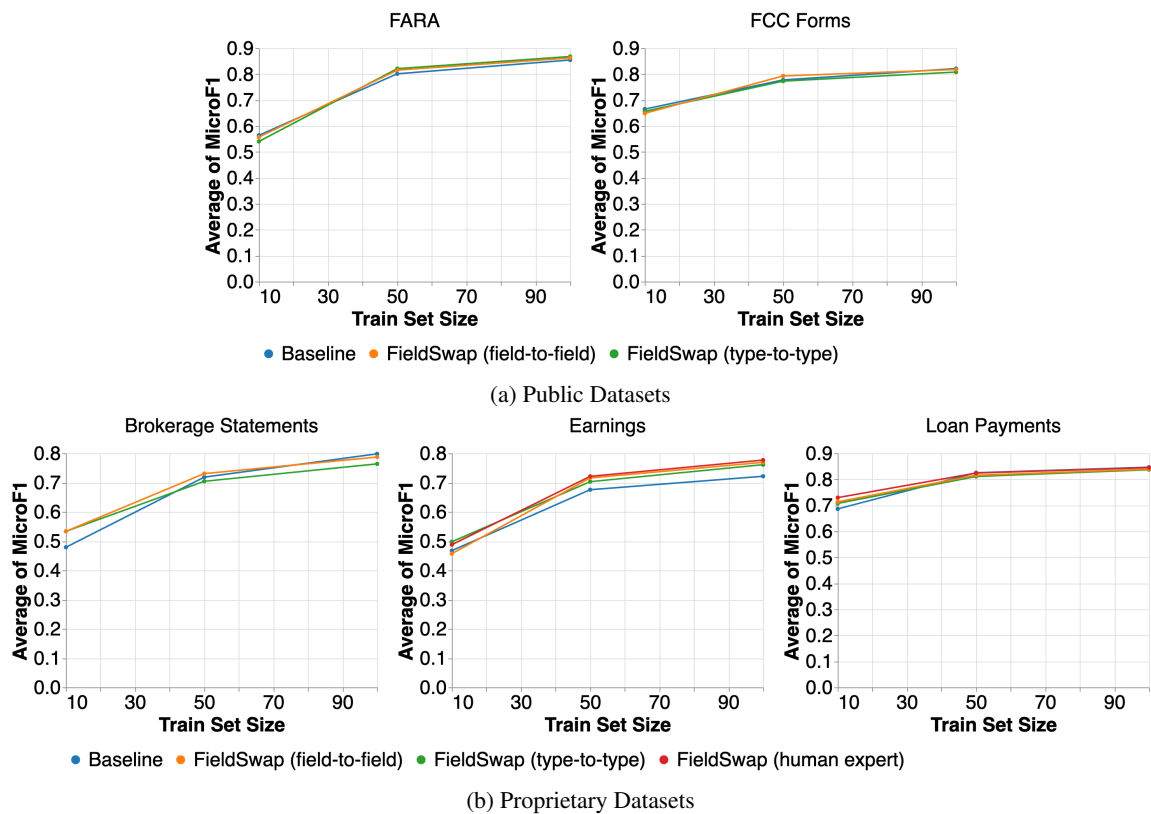 FARA
FCC Forms
0.9
0.8
0.7
0.6
0.5
0.4
0.3
0.2
0.1
0.0
Average of MicroF1
10 30 50 70 90
Train Set Size
0.9
0.8
0.7
0.6
0.5
0.4
0.3
0.2
0.1
0.0
Average of MicroF1
10 30 50 70 90
Train Set Size
Baseline FieldSwap (field-to-field) FieldSwap (type-to-type)
(a) Public Datasets
Brokerage Statements
Earnings
Loan Payments
0.8
0.7
0.6
0.5
0.4
0.3
0.2
0.1
0.0
Average of MicroF1
10 30 50 70 90
Train Set Size
0.8
0.7
0.6
0.5
0.4
0.3
0.2
0.1
0.0
Average of MicroF1
10 30 50 70 90
Train Set Size
0.9
0.8
0.7
0.6
0.5
0.4
0.3
0.2
0.1
0.0
Average of MicroF1
10 30 50 70 90
Train Set Size
Baseline FieldSwap (field-to-field) FieldSwap (type-to-type) FieldSwap (human expert)
(b) Proprietary Datasets